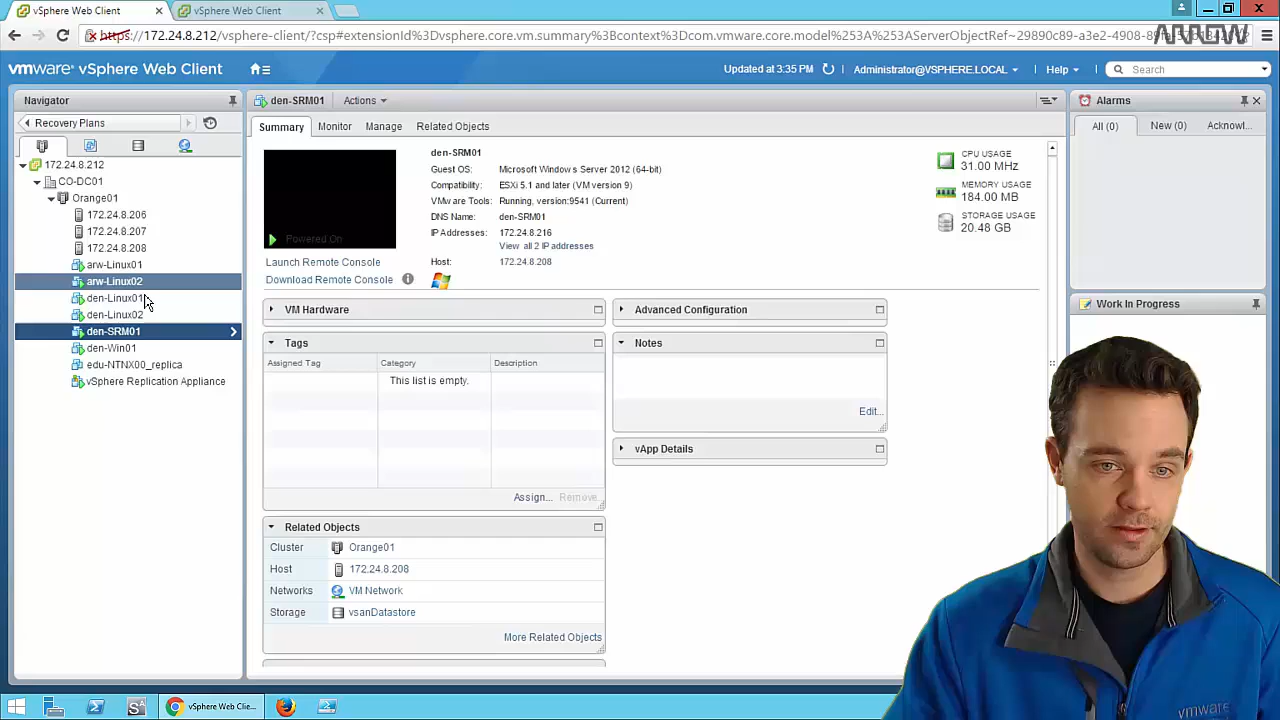 vSphere Web Client
vSphere Web Client
https://172.24.8.212/vsphere-client/?csp#extensionId%3Dvsphere.core.vm.summary%3Bcontext%3Dcom.vmware.core.model%253A%253AServerObjectRef~29890c89-a3e2-4908-
ARROW
vmware® vSphere Web Client
Updated at 3:35 PM
Administrator@VSPHERE.LOCAL
Help
Search
Navigator
Recovery Plans
172.24.8.212
CO-DC01
Orange01
172.24.8.206
172.24.8.207
172.24.8.208
arw-Linux01
arw-Linux02
den-Linux01
den-Linux02
den-SRM01
den-Win01
edu-NTNX00_replica
vSphere Replication Appliance
den-SRM01 Actions
Summary Monitor Manage Related Objects
Powered On
Launch Remote Console
Download Remote Console
den-SRM01
Guest OS: Microsoft Windows Server 2012 (64-bit)
Compatibility: ESXi 5.1 and later (VM version 9)
VMware Tools: Running, version:9541 (Current)
DNS Name: den-SRM01
IP Addresses: 172.24.8.216
View all 2 IP addresses
Host: 172.24.8.208
CPU USAGE
31.00 MHz
MEMORY USAGE
184.00 MB
STORAGE USAGE
20.48 GB
VM Hardware
Tags
Assigned Tag Category Description
This list is empty.
Assign... Remove
Related Objects
Cluster Orange01
Host 172.24.8.208
Networks VM Network
Storage vsanDatastore
More Related Objects
Advanced Configuration
Notes
Edit...
vApp Details
Alarms
All (0) New (0) Acknowl...
Work In Progress
vmware
vSphere Web Clie...